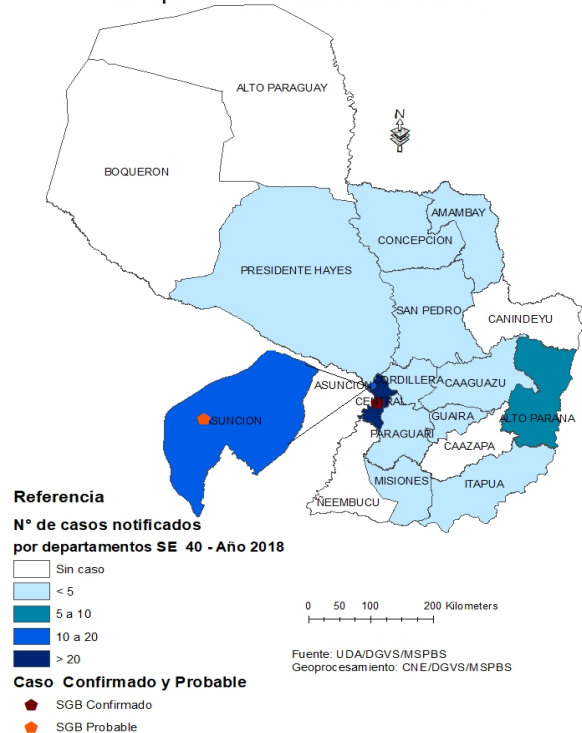 ALTO PARAGUAY
N
BOQUERON
AMAMBAY
CONCEPCION
PRESIDENTE HAYES
SAN PEDRO
CANINDEYU
ASUNCION
CORDILLERA
CAAGUAZU
CENTRAL
SUNCION
GUAIRA
ALTO PARANA
PARAGUARI
CAAZAPA
MISIONES
ITAPUA
ÑEEMBUCU
Referencia
N° de casos notificados
por departamentos SE 40 - Año 2018
Sin caso
< 5
5 a 10
10 a 20
> 20
0 50 100 200 Kilometers
Fuente: UDA/DGVS/MSPBS
Geoprocesamiento: CNE/DGVS/MSPBS
Caso Confirmado y Probable
SGB Confirmado
SGB Probable